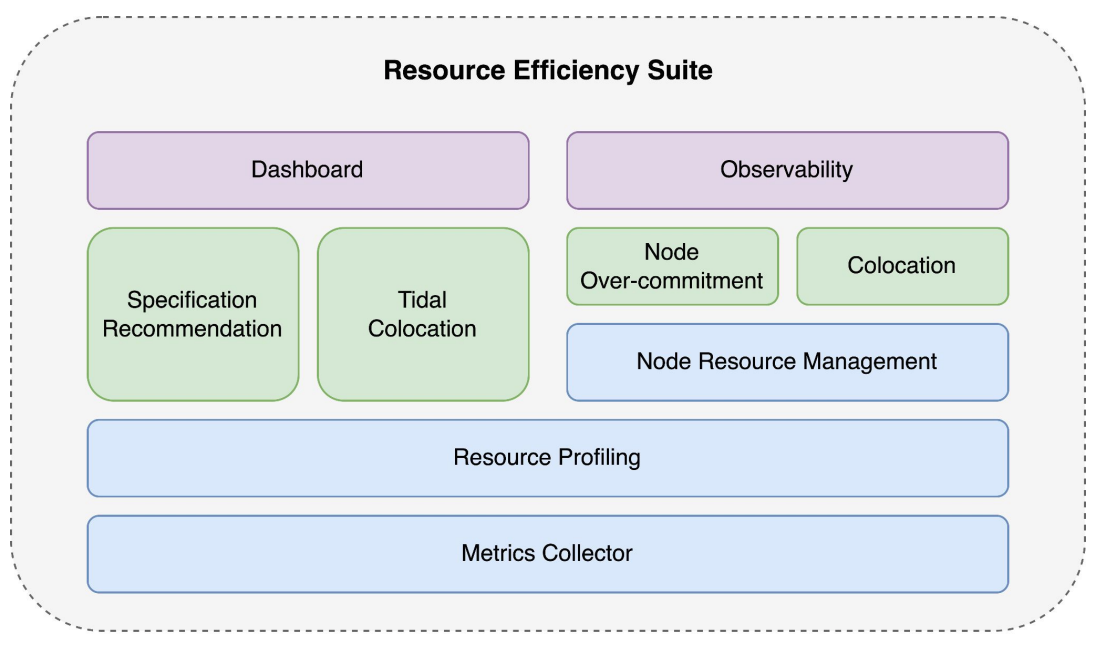 Resource Efficiency Suite
Dashboard
Observability
Specification
Recommendation
Tidal
Colocation
Node
Over-commitment
Colocation
Node Resource Management
Resource Profiling
Metrics Collector